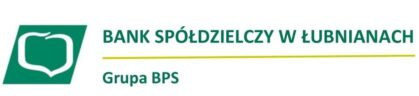 BANK SPÓŁDZIELCZY W ŁUBNIANACH
Grupa BPS